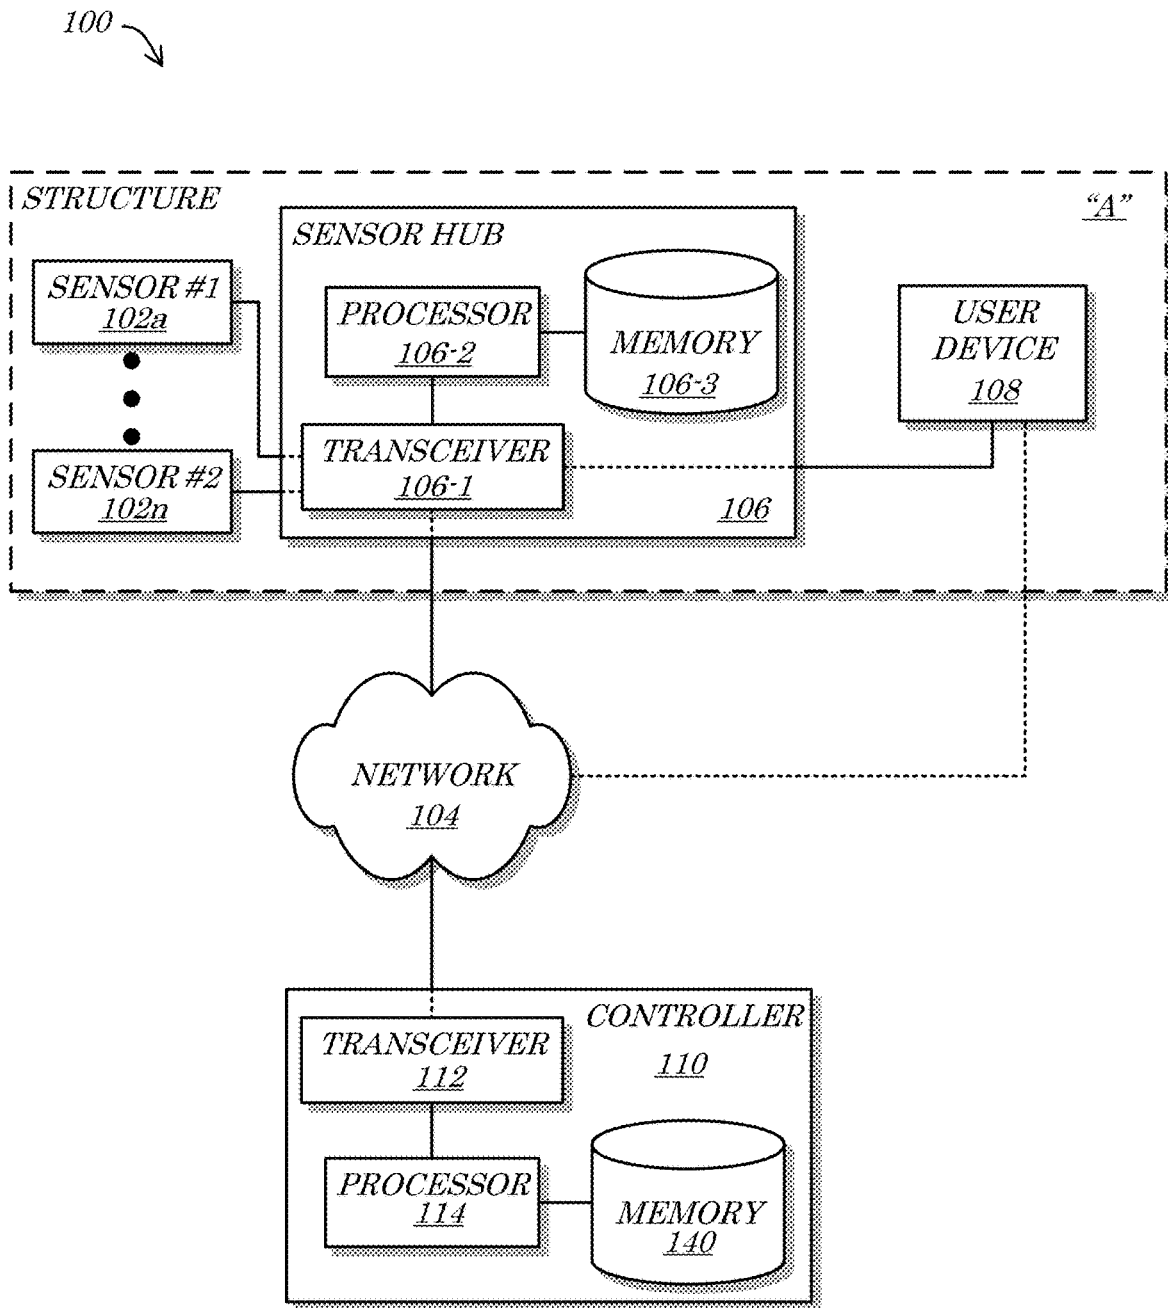 100
STRUCTURE
"A"
SENSOR HUB
SENSOR #1
102a
PROCESSOR
106-2
MEMORY
106-3
USER
DEVICE
108
TRANSCEIVER
106-1
SENSOR #2
102n
106
NETWORK
104
CONTROLLER
110
TRANSCEIVER
112
PROCESSOR
114
MEMORY
140